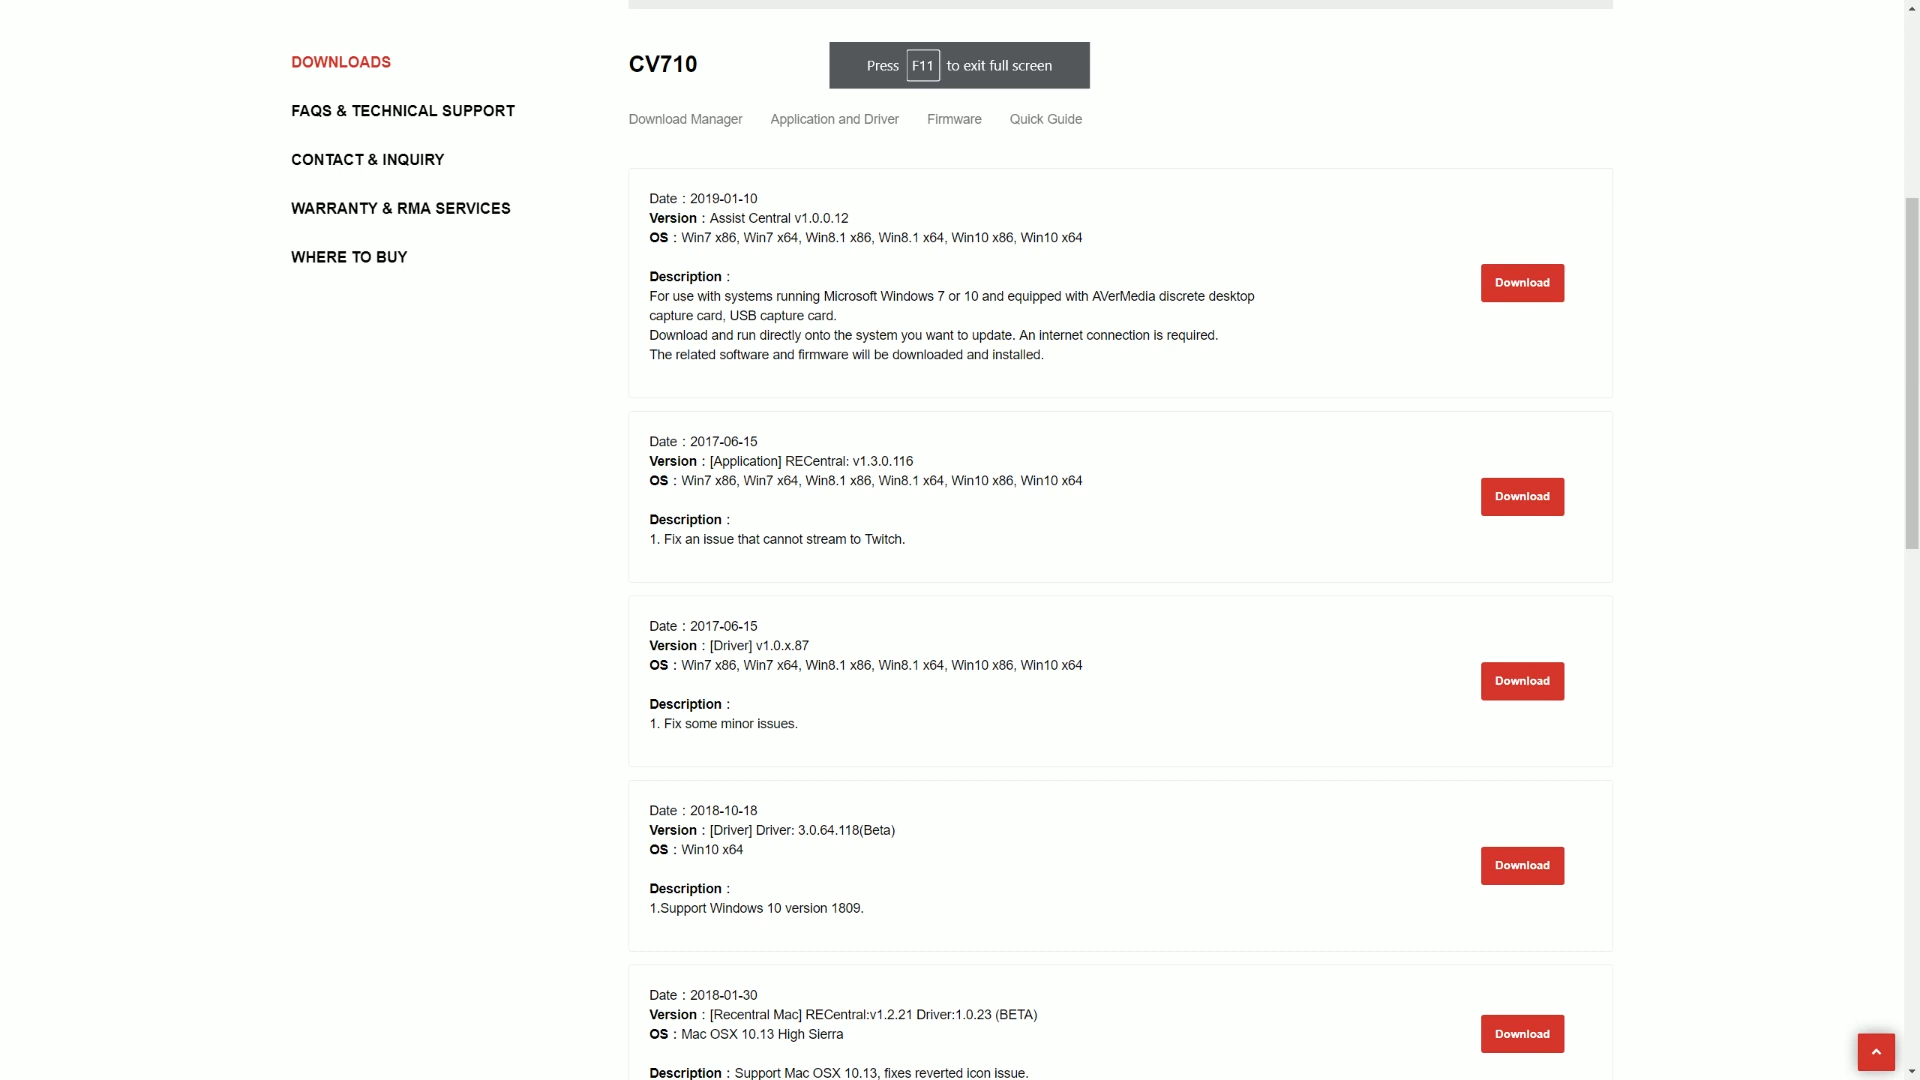 DOWNLOADS
FAQS & TECHNICAL SUPPORT
CONTACT & INQUIRY
WARRANTY & RMA SERVICES
WHERE TO BUY
CV710
Press F11 to exit full screen
Download Manager Application and Driver Firmware Quick Guide
Date : 2019-01-10
Version : Assist Central v1.0.0.12
OS : Win7 x86, Win7 x64, Win8.1 x86, Win8.1 x64, Win10 x86, Win10 x64
Description :
For use with systems running Microsoft Windows 7 or 10 and equipped with AVerMedia discrete desktop
capture card, USB capture card.
Download and run directly onto the system you want to update. An internet connection is required.
The related software and firmware will be downloaded and installed.
Download
Date : 2017-06-15
Version : [Application] RECentral: v1.3.0.116
OS : Win7 x86, Win7 x64, Win8.1 x86, Win8.1 x64, Win10 x86, Win10 x64
Description :
1. Fix an issue that cannot stream to Twitch.
Download
Date : 2017-06-15
Version : [Driver] v1.0.x.87
OS : Win7 x86, Win7 x64, Win8.1 x86, Win8.1 x64, Win10 x86, Win10 x64
Description :
1. Fix some minor issues.
Download
Date : 2018-10-18
Version : [Driver] Driver: 3.0.64.118(Beta)
OS : Win10 x64
Description :
1.Support Windows 10 version 1809.
Download
Date : 2018-01-30
Version : [Recentral Mac] RECentral:v1.2.21 Driver:1.0.23 (BETA)
OS : Mac OSX 10.13 High Sierra
Description : Support Mac OSX 10.13, fixes reverted icon issue.
Download